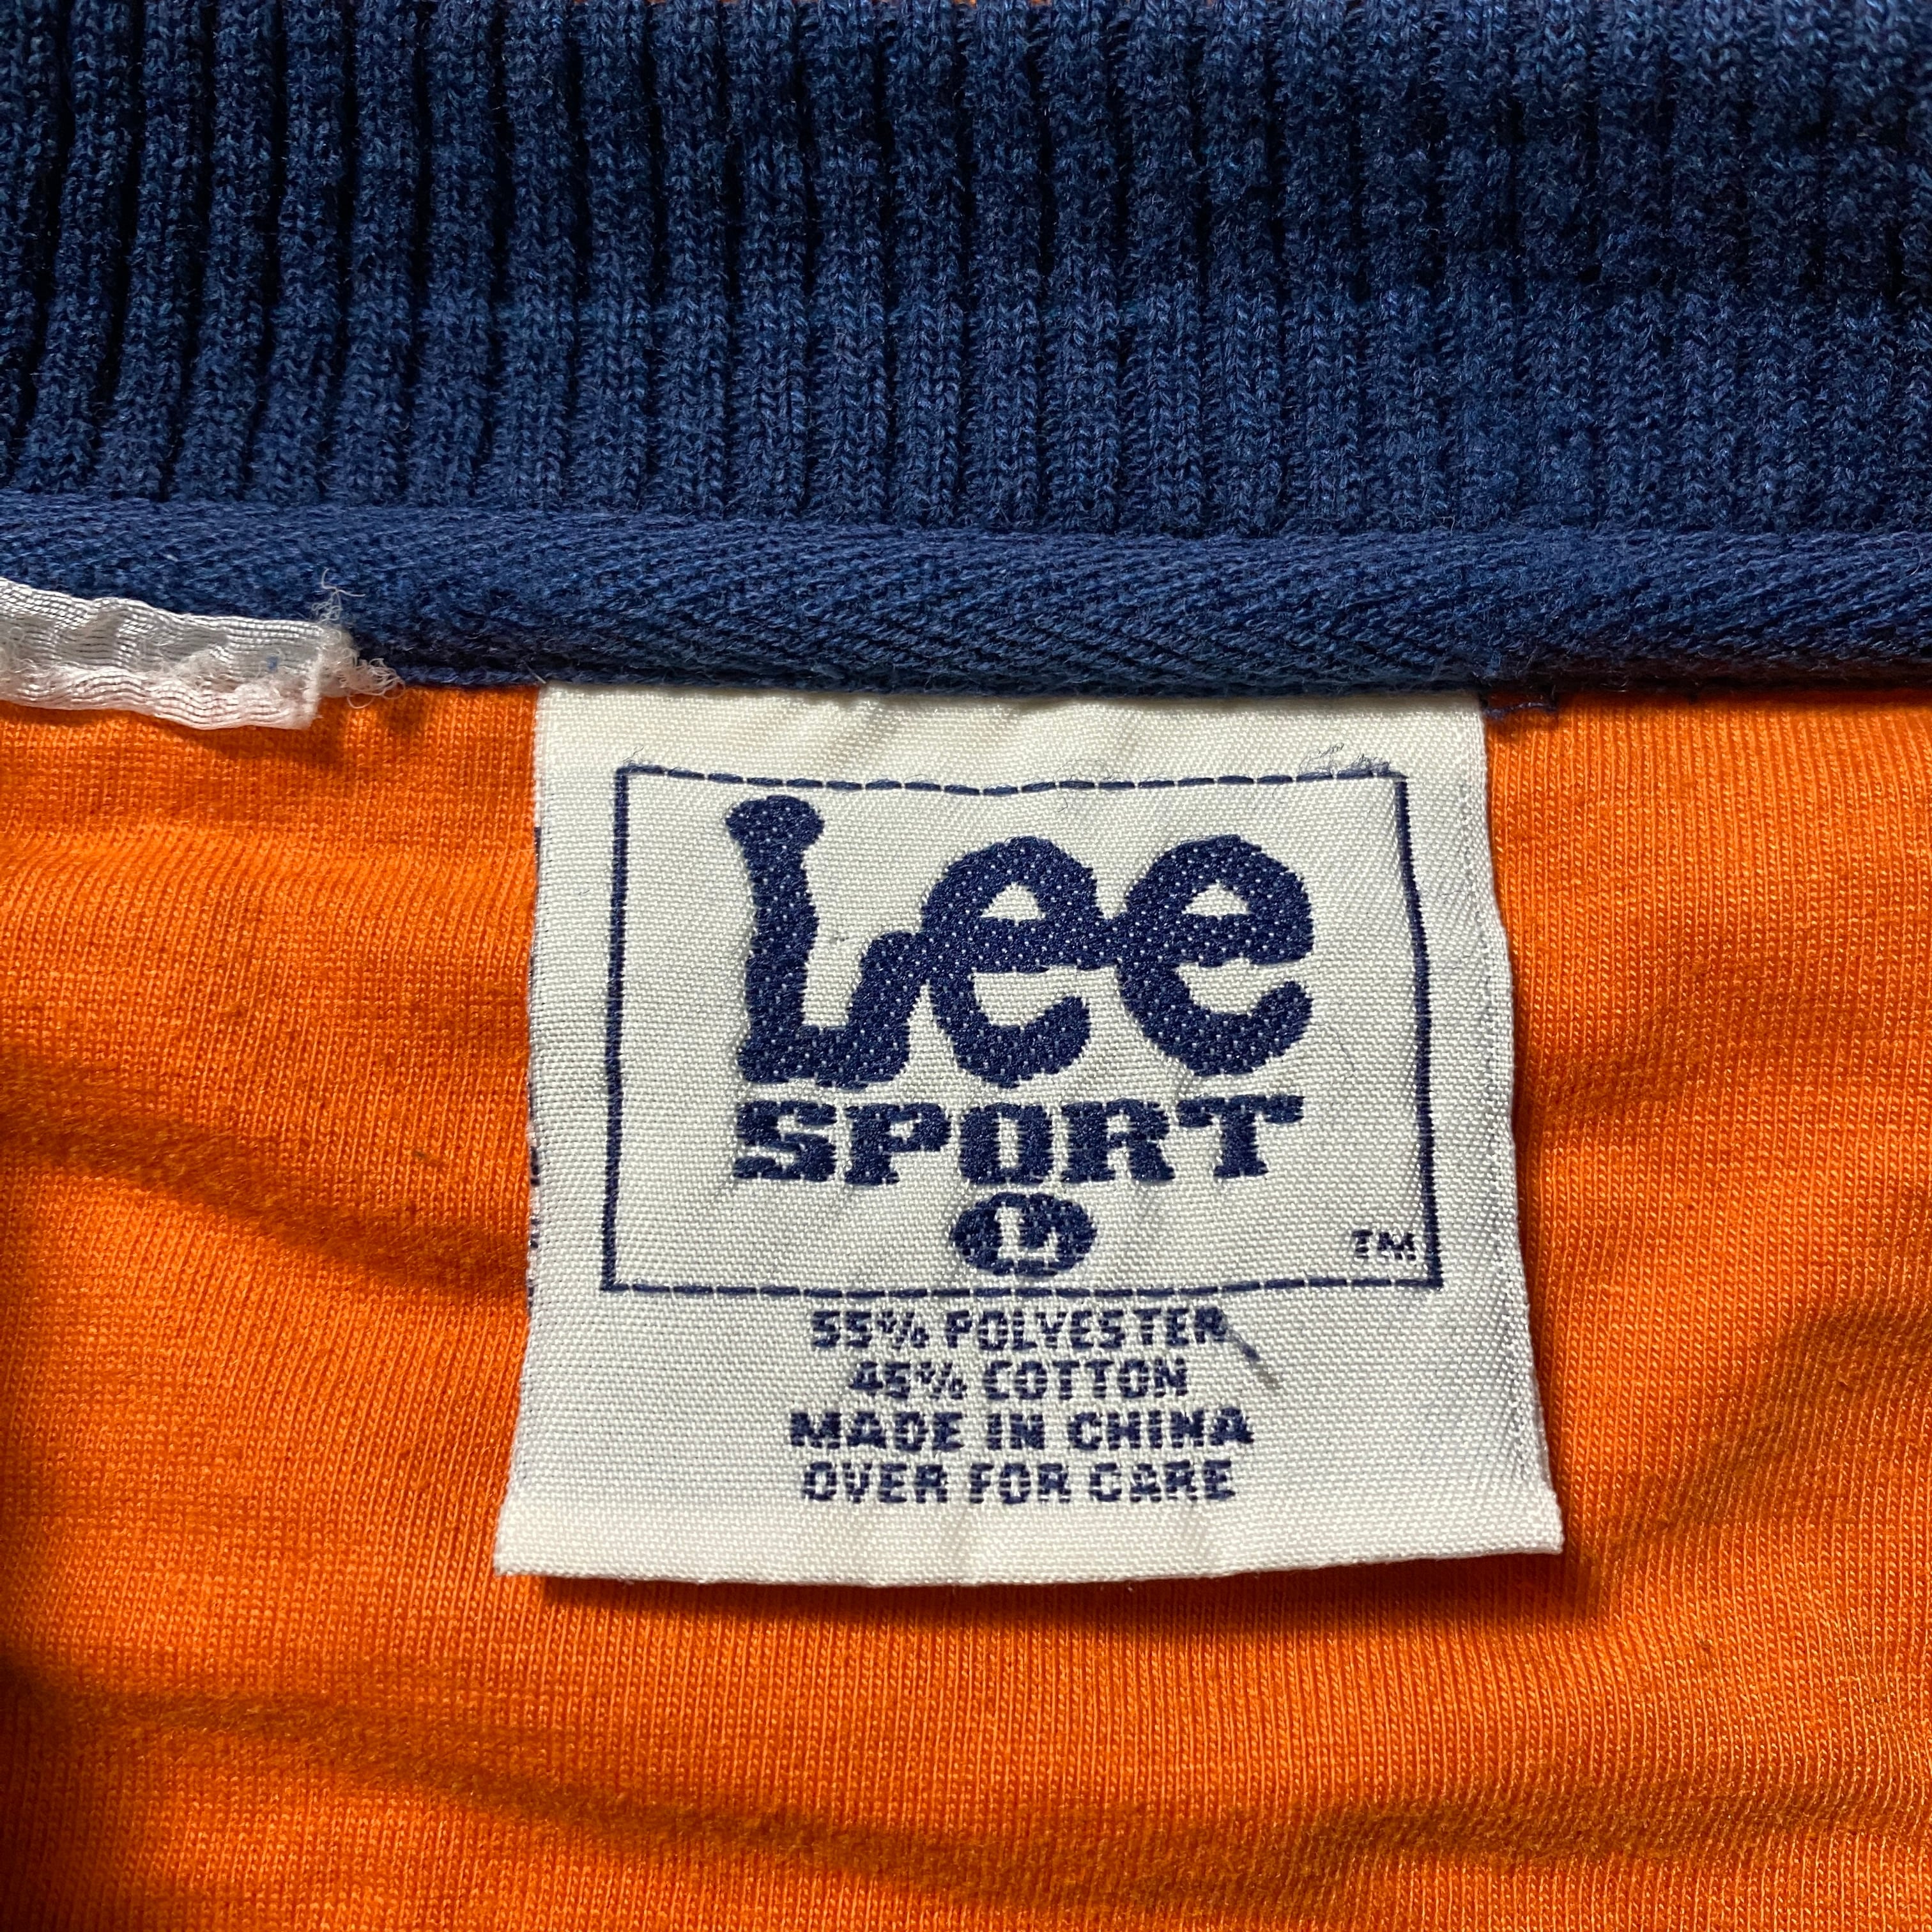 Lee
SPORT
L
TM
55% POLYESTER
45% COTTON
MADE IN CHINA
OVER FOR CARE